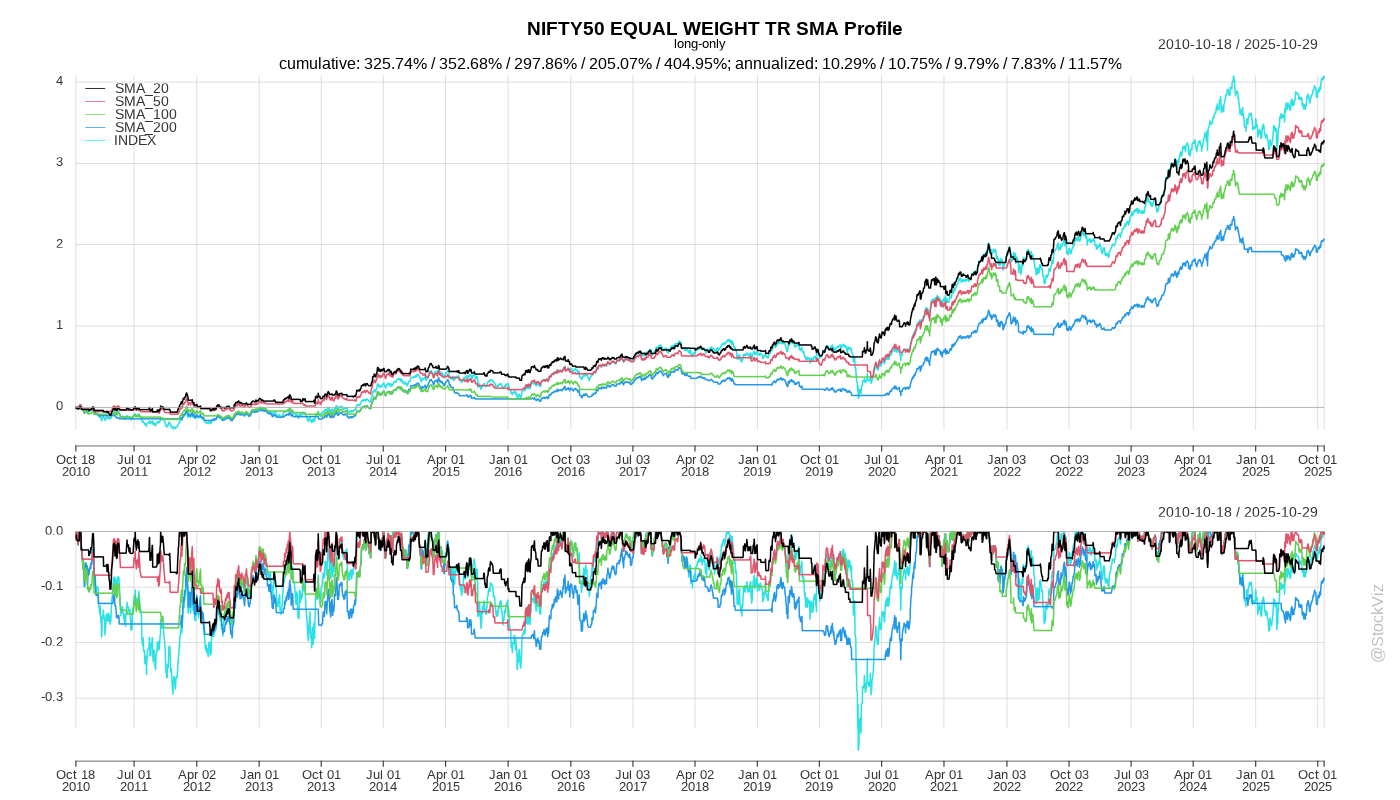 NIFTY50 EQUAL WEIGHT TR SMA Profile
long-only
2010-10-18 / 2025-10-29
cumulative: 325.74% / 352.68% / 297.86% / 205.07% / 404.95%; annualized: 10.29% / 10.75% / 9.79% / 7.83% / 11.57%
SMA_20
SMA_50
SMA_100
SMA_200
INDEX
4
3
2
1
0
Oct 18 Jul 01 Apr 02 Jan 01 Oct 01 Jul 01 Apr 01 Jan 01 Oct 03 Jul 03 Apr 02 Jan 01 Oct 01 Jul 01 Apr 01 Jan 03 Oct 03 Jul 03 Apr 01 Jan 01 Oct 01
2010 2011 2012 2013 2013 2014 2015 2016 2016 2017 2018 2019 2019 2020 2021 2022 2022 2023 2024 2025 2025
2010-10-18 / 2025-10-29
0.0
-0.1
-0.2
-0.3
Oct 18 Jul 01 Apr 02 Jan 01 Oct 01 Jul 01 Apr 01 Jan 01 Oct 03 Jul 03 Apr 02 Jan 01 Oct 01 Jul 01 Apr 01 Jan 03 Oct 03 Jul 03 Apr 01 Jan 01 Oct 01
2010 2011 2012 2013 2013 2014 2015 2016 2016 2017 2018 2019 2019 2020 2021 2022 2022 2023 2024 2025 2025
@StockViz